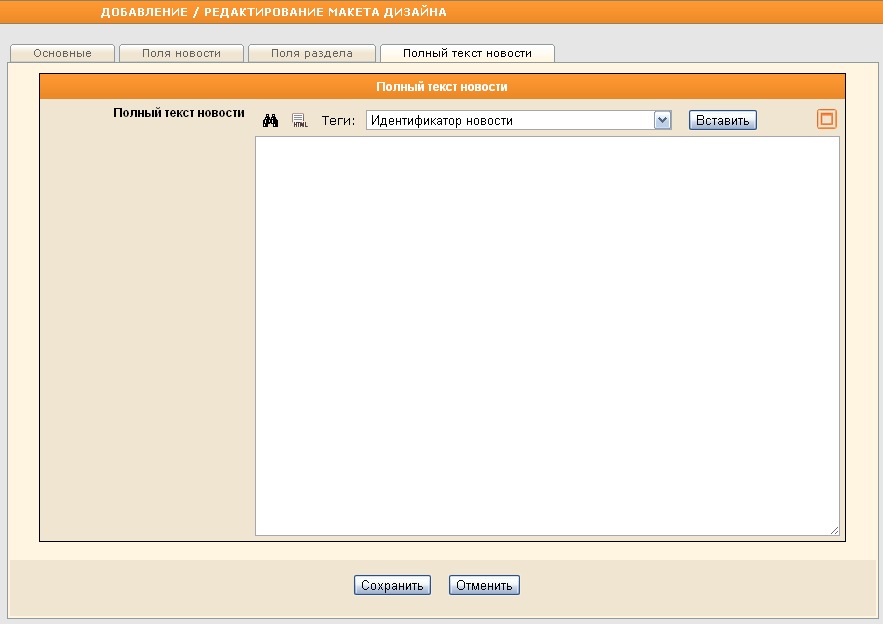 ДОБАВЛЕНИЕ / РЕДАКТИРОВАНИЕ МАКЕТА ДИЗАЙНА
Основные Поля новости Поля раздела Полный текст новости
Полный текст новости
Полный текст новости HTML Теги: Идентификатор новости Вставить
Сохранить Отменить